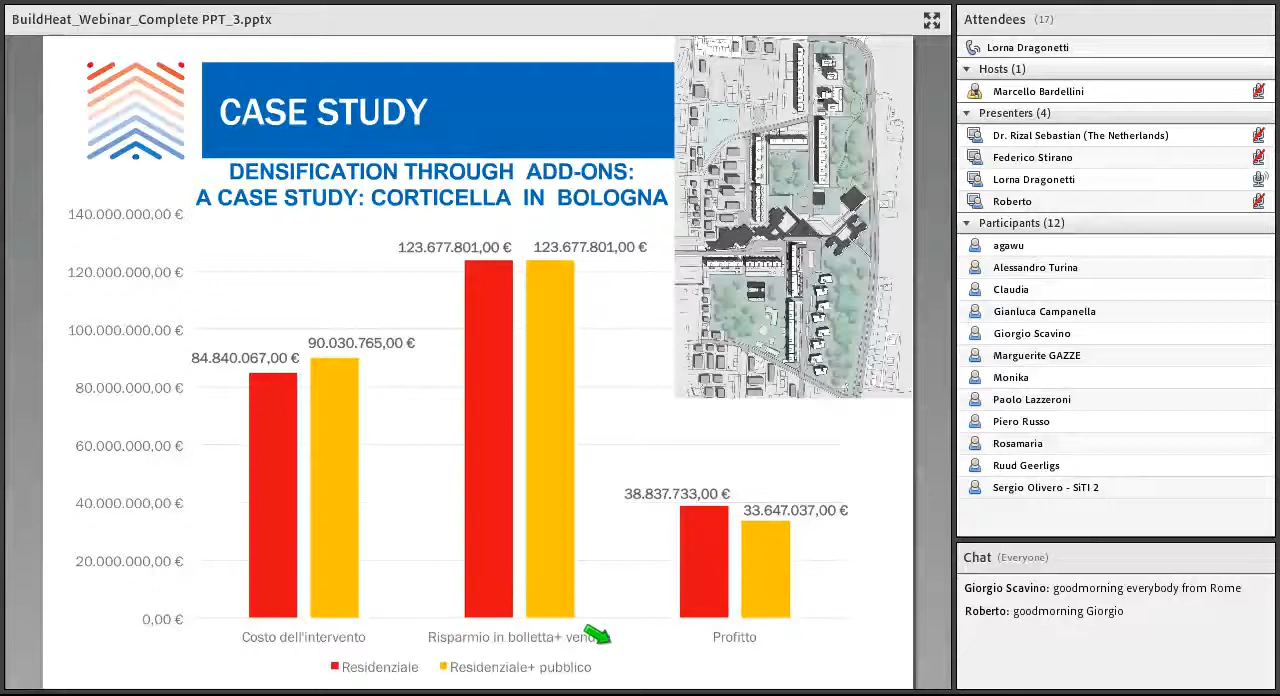 BuildHeat_Webinar_Complete PPT_3.pptx
CASE STUDY
DENSIFICATION THROUGH ADD-ONS:
A CASE STUDY: CORTICELLA IN BOLOGNA
140.000.000,00 €
120.000.000,00 €
100.000.000,00 €
80.000.000,00 €
60.000.000,00 €
40.000.000,00 €
20.000.000,00 €
0,00 €
84.840.067,00 €
90.030.765,00 €
123.677.801,00 €
123.677.801,00 €
38.837.733,00 €
33.647.037,00 €
Costo dell'intervento
Risparmio in bolletta+
Profitto
Residenziale
Residenziale+ pubblico
Attendees (17)
Lorna Dragonetti
Hosts (1)
Marcello Bardellini
Presenters (4)
Dr. Rizal Sebastian (The Netherlands)
Federico Stirano
Lorna Dragonetti
Roberto
Participants (12)
agawu
Alessandro Turina
Claudia
Gianluca Campanella
Giorgio Scavino
Marguerite GAZZE
Monika
Paolo Lazzeroni
Piero Russo
Rosamaria
Ruud Geerligs
Sergio Olivero - SiTI 2
Chat (Everyone)
Giorgio Scavino: goodmorning everybody from Rome
Roberto: goodmorning Giorgio